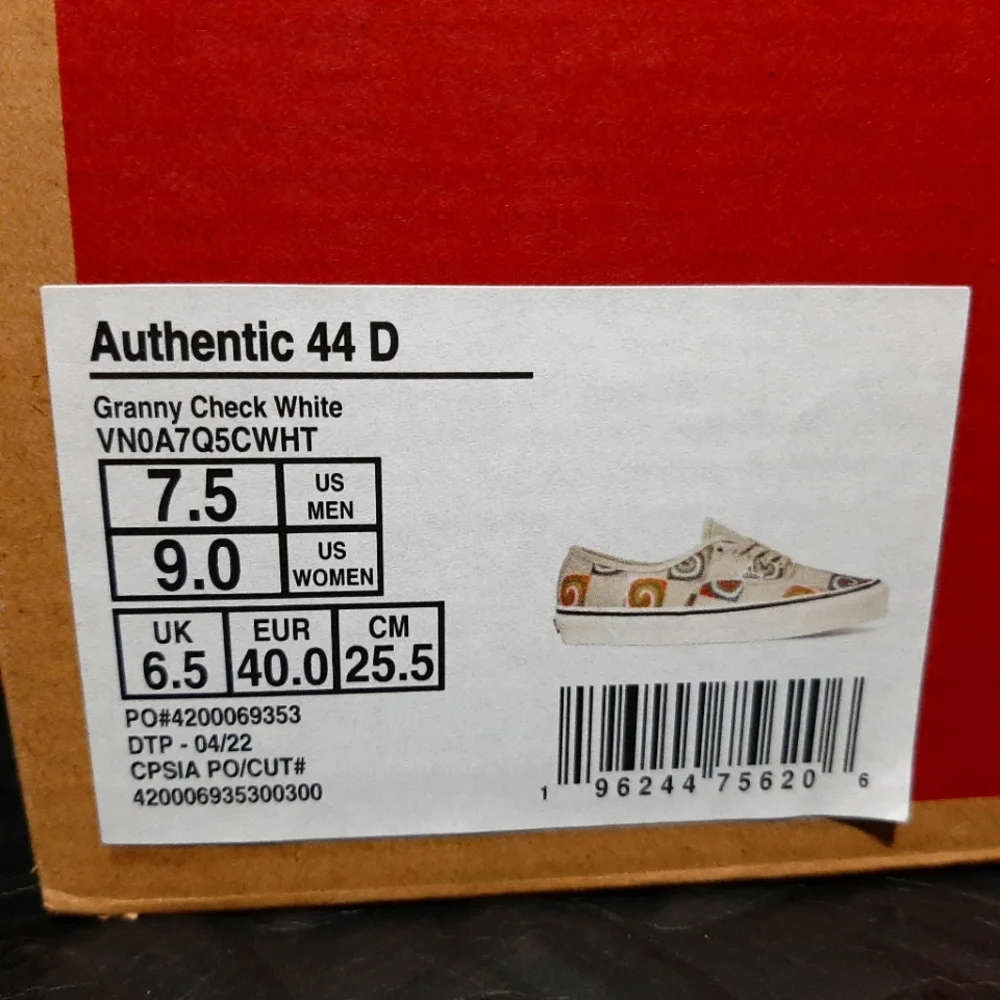 Authentic 44 D
Granny Check White
VN0A7Q5CWHT
7.5 US MEN
9.0 US WOMEN
UK EUR CM
6.5 40.0 25.5
PO#4200069353
DTP - 04/22
CPSIA PO/CUT#
420006935300300
1 96244 75620 6